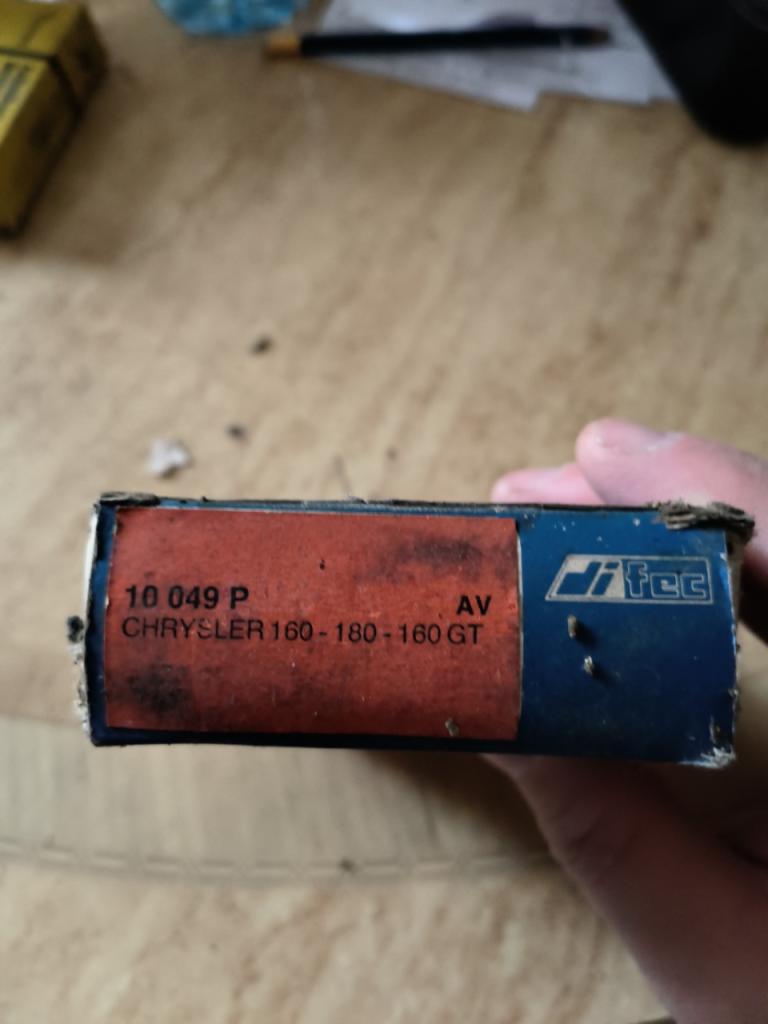 10 049 P AV
CHRYSLER 160 - 180 - 160 GT
difec